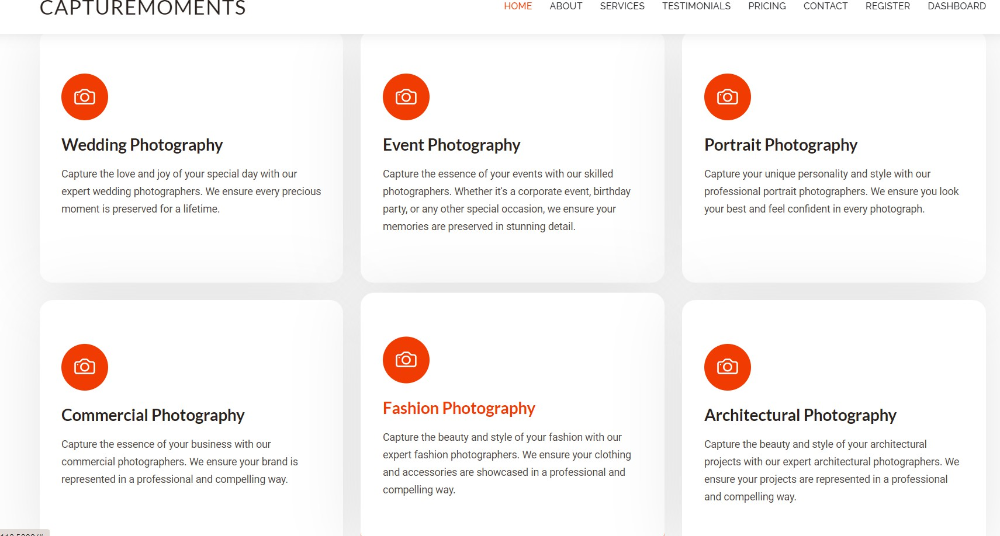 CAPTUREMOMENTS
HOME ABOUT SERVICES TESTIMONIALS PRICING CONTACT REGISTER DASHBOARD
Wedding Photography
Capture the love and joy of your special day with our
expert wedding photographers. We ensure every precious
moment is preserved for a lifetime.
Event Photography
Capture the essence of your events with our skilled
photographers. Whether it's a corporate event, birthday
party, or any other special occasion, we ensure your
memories are preserved in stunning detail.
Portrait Photography
Capture your unique personality and style with our
professional portrait photographers. We ensure you look
your best and feel confident in every photograph.
Commercial Photography
Capture the essence of your business with our
commercial photographers. We ensure your brand is
represented in a professional and compelling way.
Fashion Photography
Capture the beauty and style of your fashion with our
expert fashion photographers. We ensure your clothing
and accessories are showcased in a professional and
compelling way.
Architectural Photography
Capture the beauty and style of your architectural
projects with our expert architectural photographers. We
ensure your projects are represented in a professional
and compelling way.